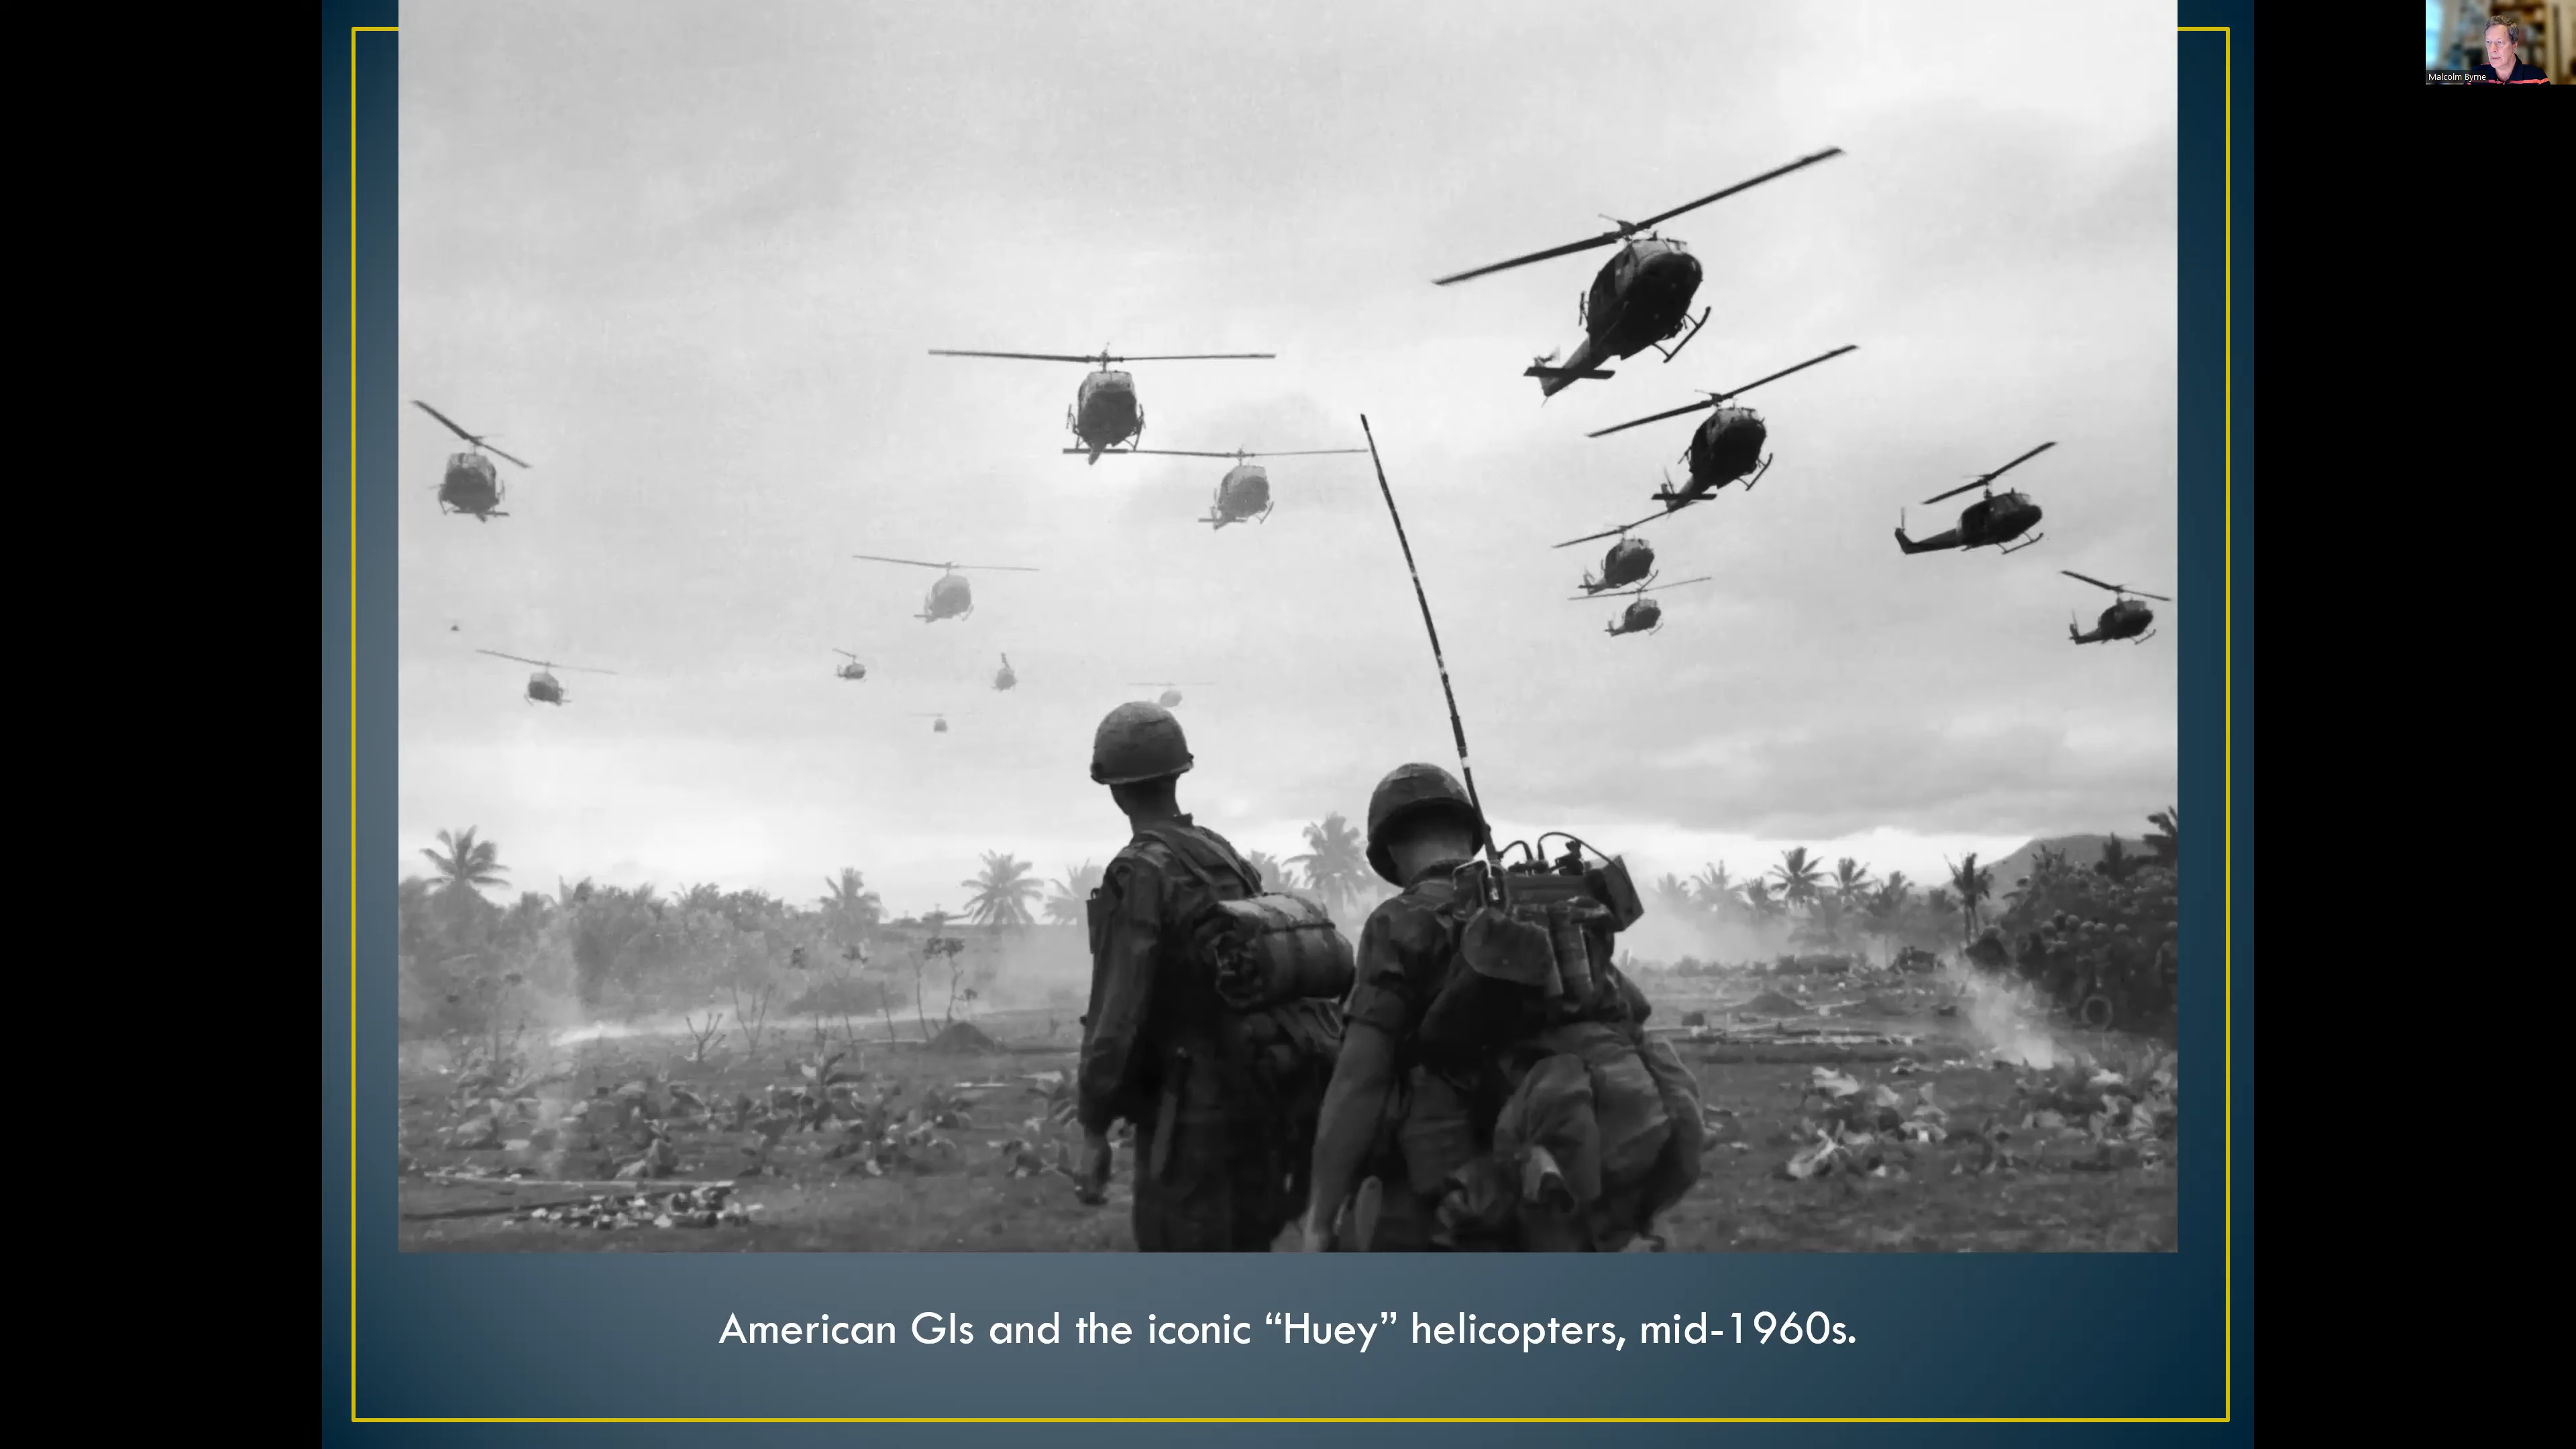 Malcolm Byrne
American GIs and the iconic “Huey” helicopters, mid-1960s.